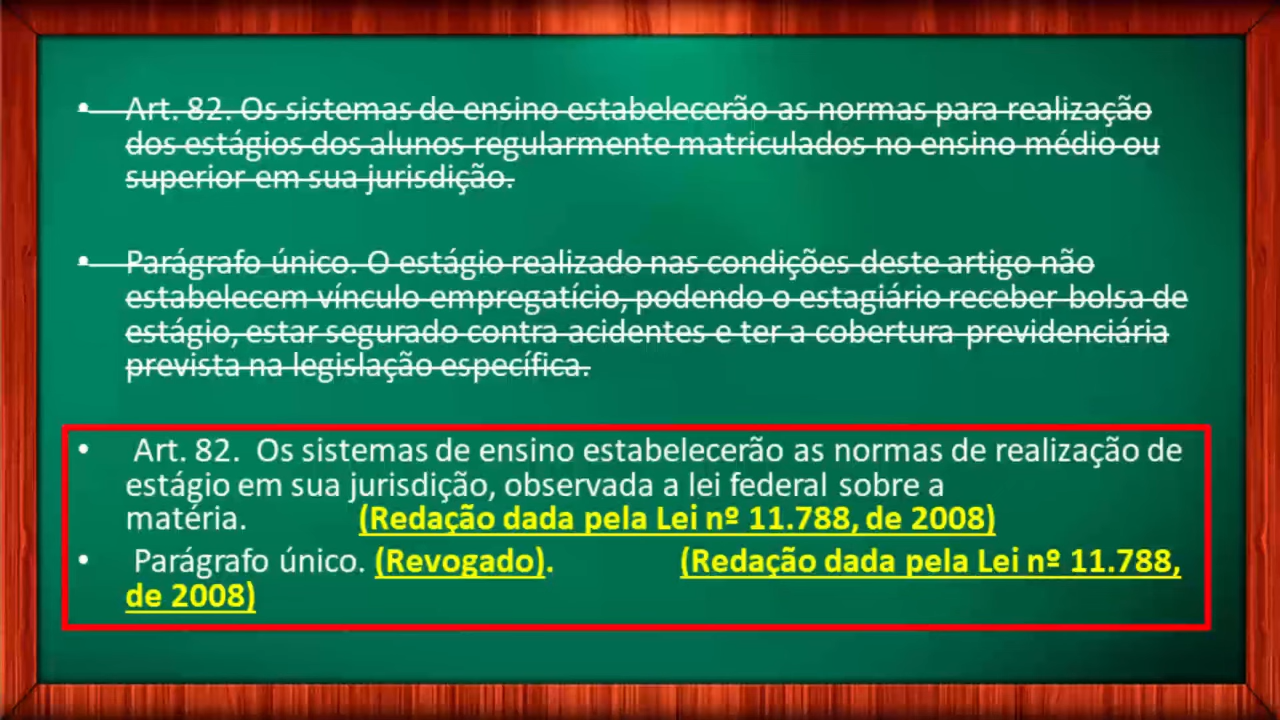 • Art. 82. Os sistemas de ensino estabelecerão as normas para realização
dos estágios dos alunos regularmente matriculados no ensino médio ou
superior em sua jurisdição.
• Parágrafo único. O estágio realizado nas condições deste artigo não
estabelecem vínculo empregatício, podendo o estagiário receber bolsa de
estágio, estar segurado contra acidentes e ter a cobertura previdenciária
prevista na legislação específica.
• Art. 82. Os sistemas de ensino estabelecerão as normas de realização de
estágio em sua jurisdição, observada a lei federal sobre a
matéria. (Redação dada pela Lei nº 11.788, de 2008)
• Parágrafo único. (Revogado). (Redação dada pela Lei nº 11.788,
de 2008)